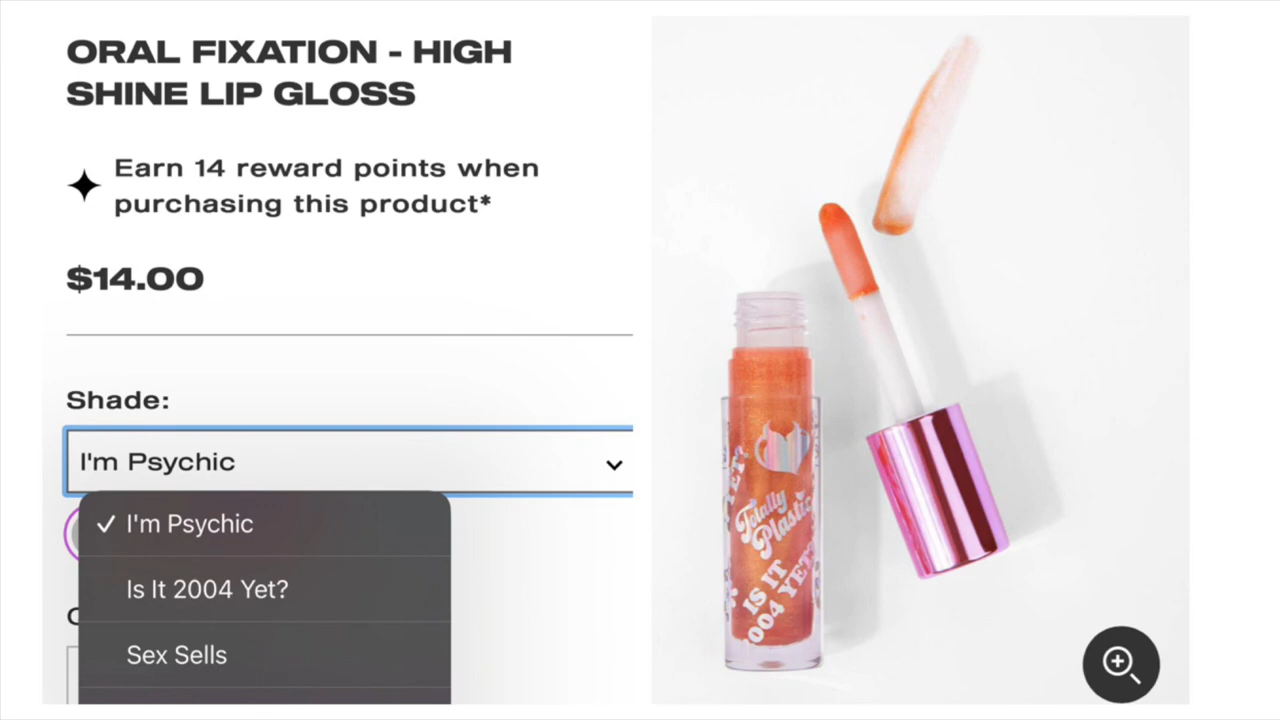 ORAL FIXATION - HIGH
SHINE LIP GLOSS
Earn 14 reward points when
purchasing this product*
$14.00
Shade:
I'm Psychic
I'm Psychic
Is It 2004 Yet?
Sex Sells
YET?
Totally
Plastic
IS IT
2004 YET?